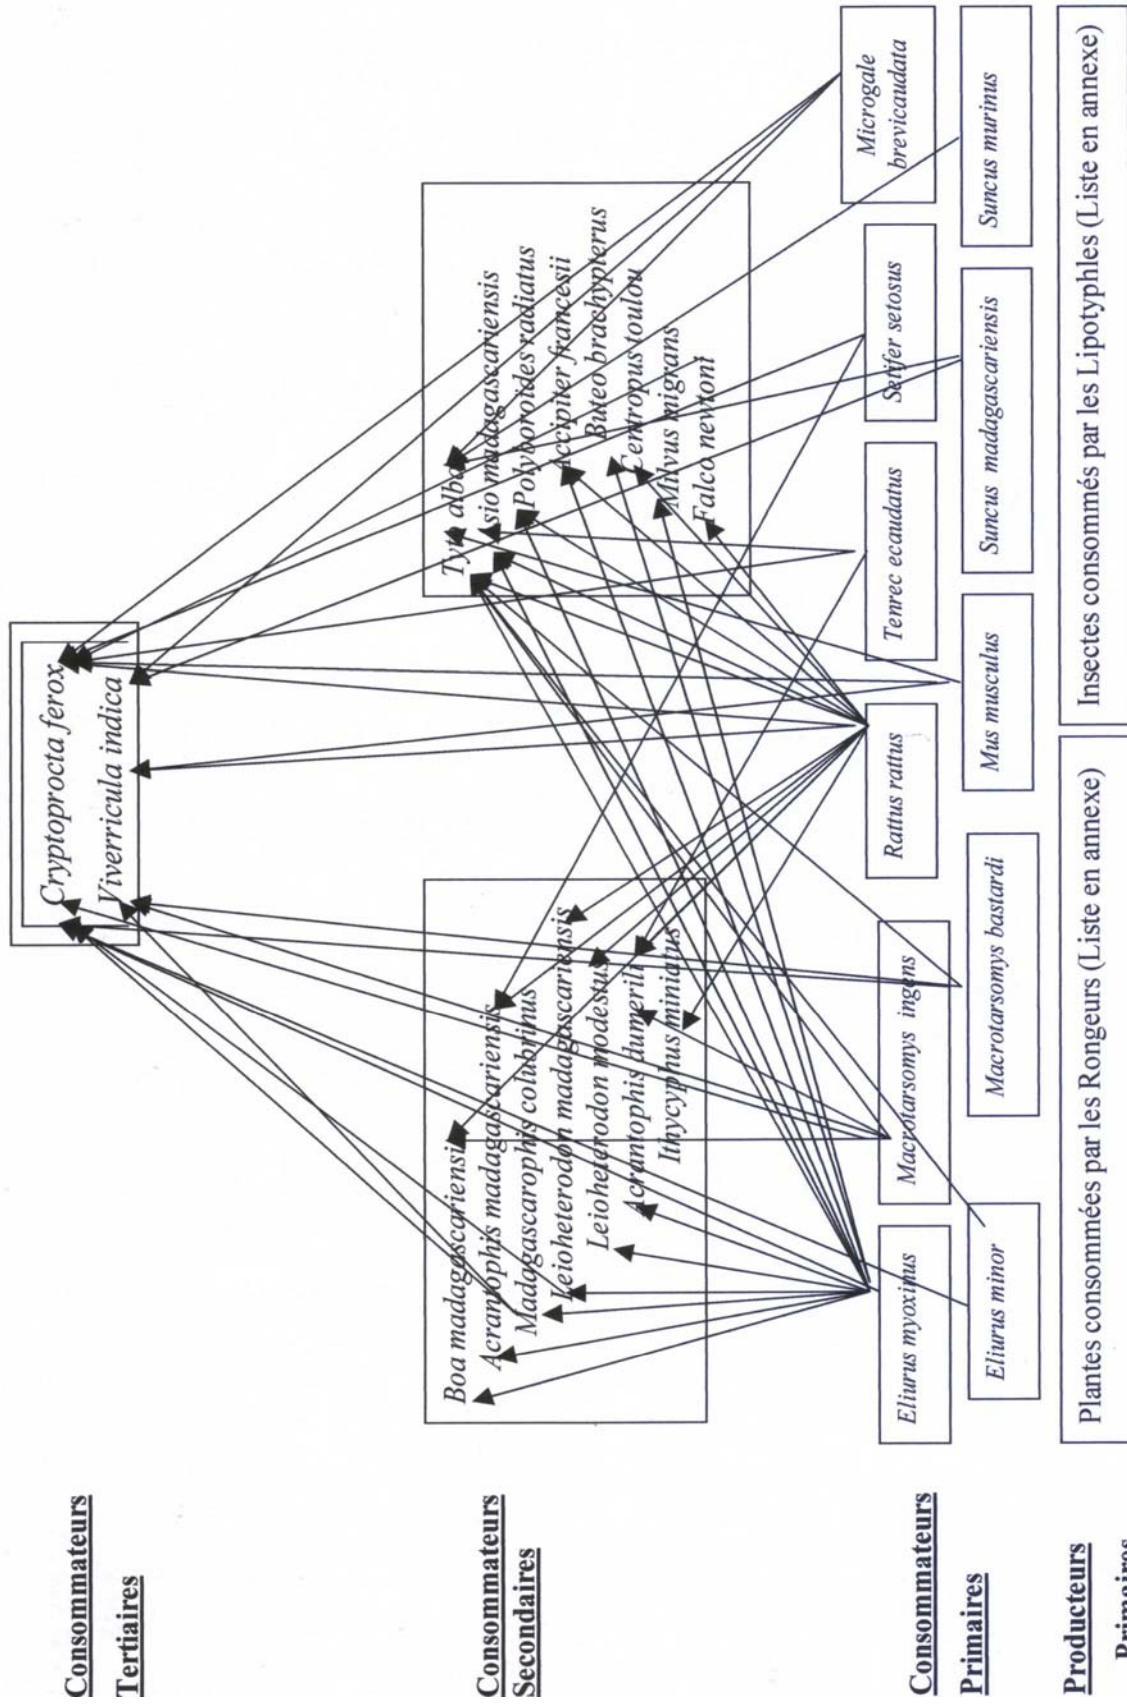 Consommateurs
Tertiaires
Cryptoprocta ferox
Viverricula indica
Consommateurs
Secondaires
Boa madagascariensis
Acrantophis madagascariensis
Madagascarophis colubrinus
Leioheterodon madagascariensis
Leioheterodon modestus
Acrantophis dumerili
Ithycyphus miniatus
Tyto alba
Asio madagascariensis
Polyboroides radiatus
Accipiter francesii
Buteo brachypterus
Centropus toulou
Milvus migrans
Falco newtoni
Consommateurs
Primaires
Eliurus myoxinus
Macrotarsomys ingens
Rattus rattus
Tenrec ecaudatus
Setifer setosus
Microgale
brevicaudata
Eliurus minor
Macrotarsomys bastardi
Mus musculus
Suncus madagascariensis
Suncus murinus
Producteurs
Primaires
Plantes consommées par les Rongeurs (Liste en annexe)
Insectes consommés par les Lipotyphles (Liste en annexe)